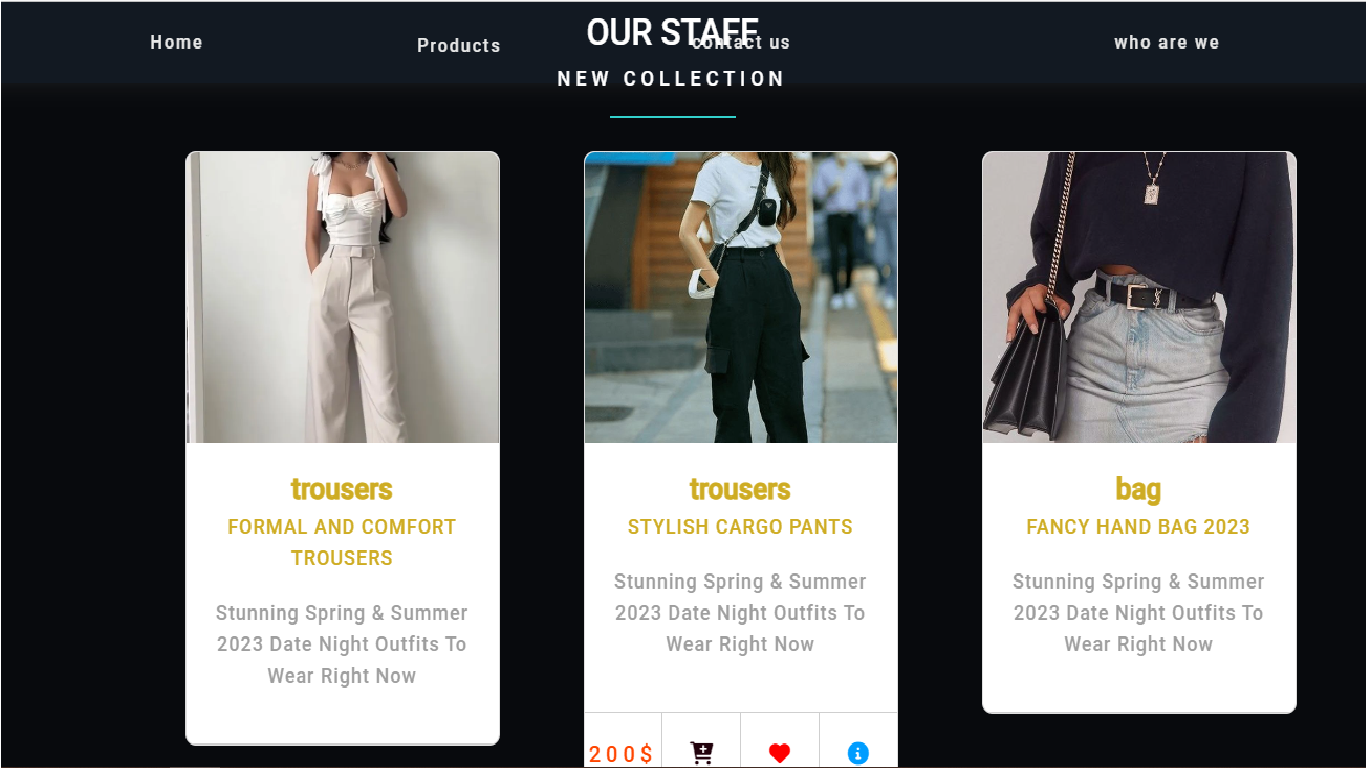 OUR STAFF
Home
Products
contact us
who are we
NEW COLLECTION
trousers
FORMAL AND COMFORT
TROUSERS
Stunning Spring & Summer
2023 Date Night Outfits To
Wear Right Now
trousers
STYLISH CARGO PANTS
Stunning Spring & Summer
2023 Date Night Outfits To
Wear Right Now
200$
bag
FANCY HAND BAG 2023
Stunning Spring & Summer
2023 Date Night Outfits To
Wear Right Now